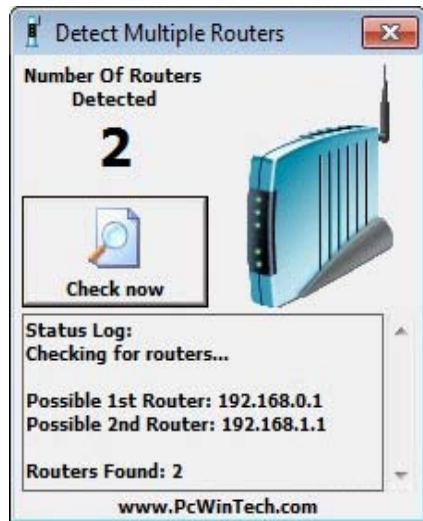 Detect Multiple Routers
Number Of Routers
Detected
2
Check now
Status Log:
Checking for routers...
Possible 1st Router: 192.168.0.1
Possible 2nd Router: 192.168.1.1
Routers Found: 2
www.PcWinTech.com